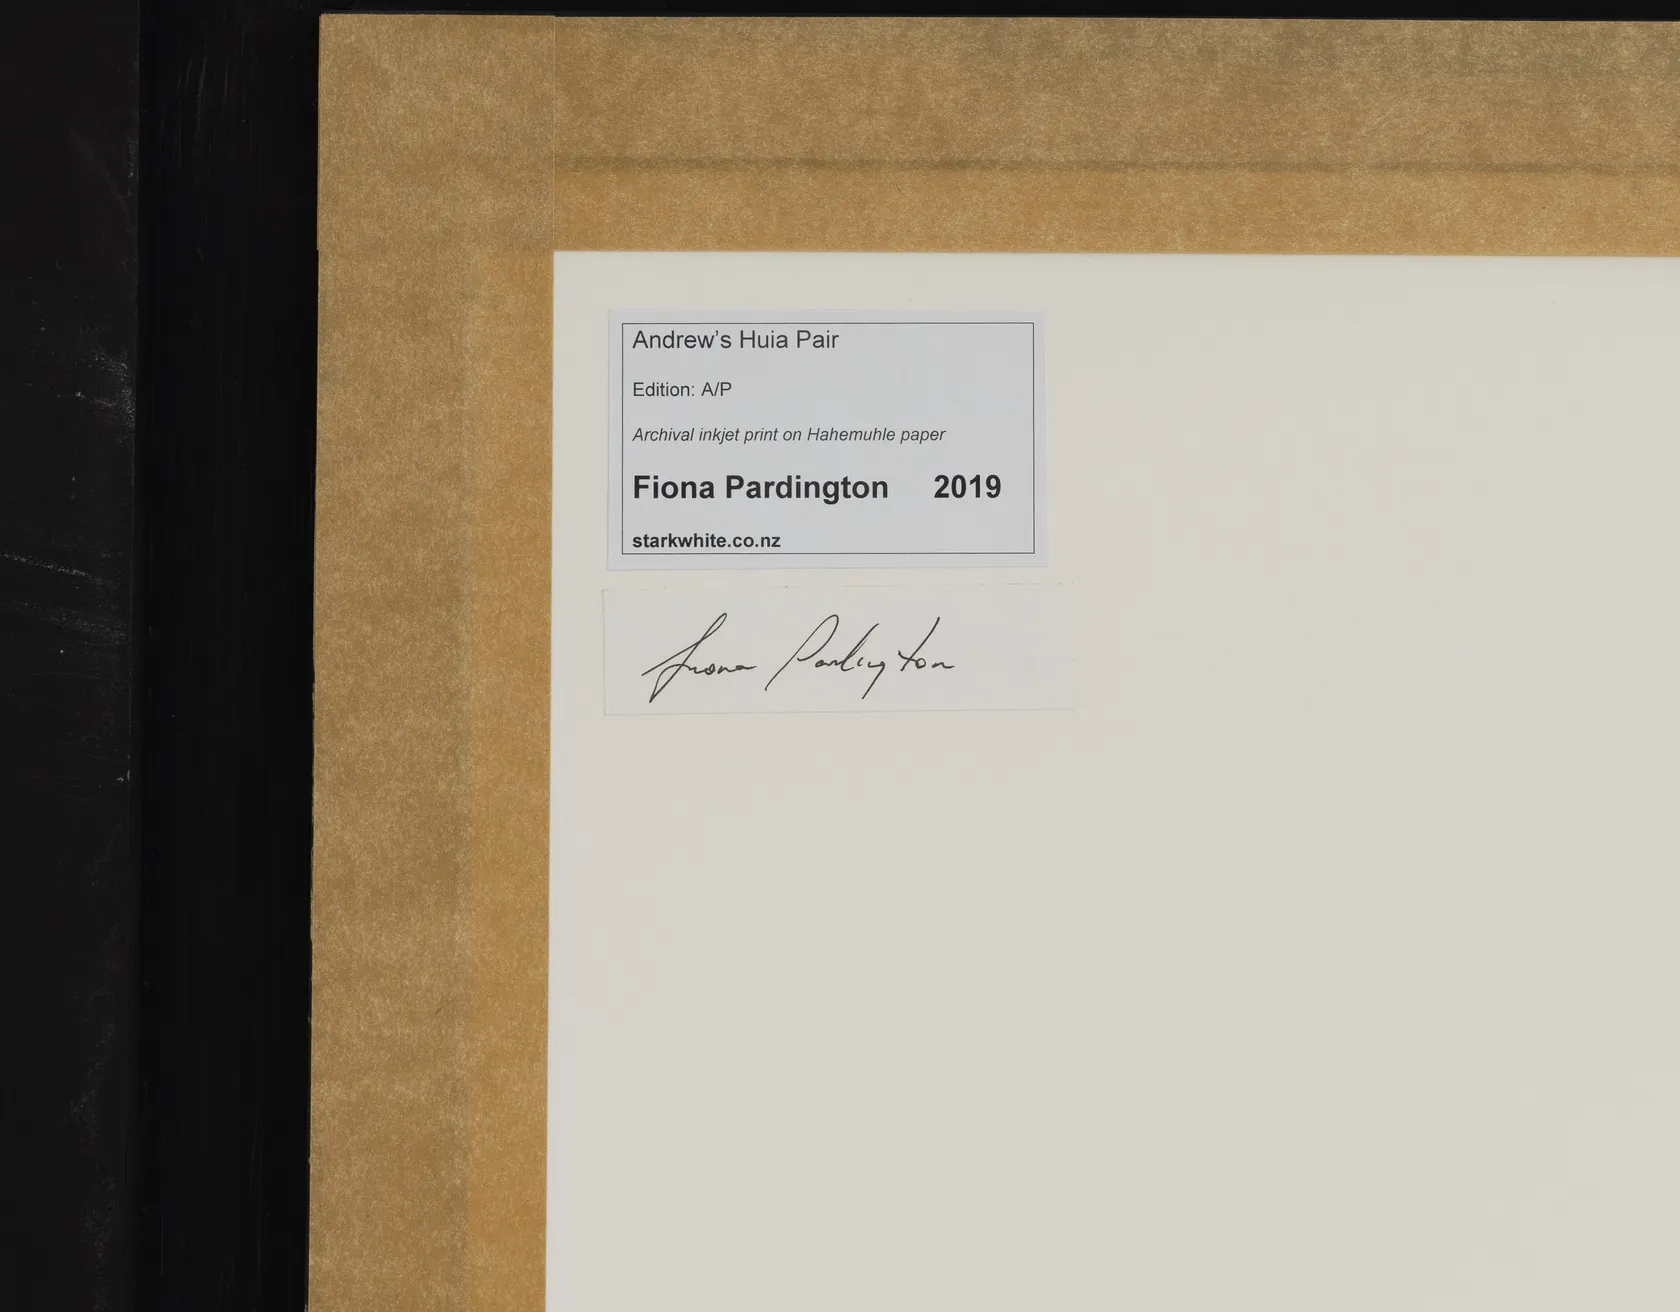 Andrew’s Huia Pair
Edition: A/P
Archival inkjet print on Hahemuhle paper
Fiona Pardington 2019
starkwhite.co.nz
Fiona Pardington